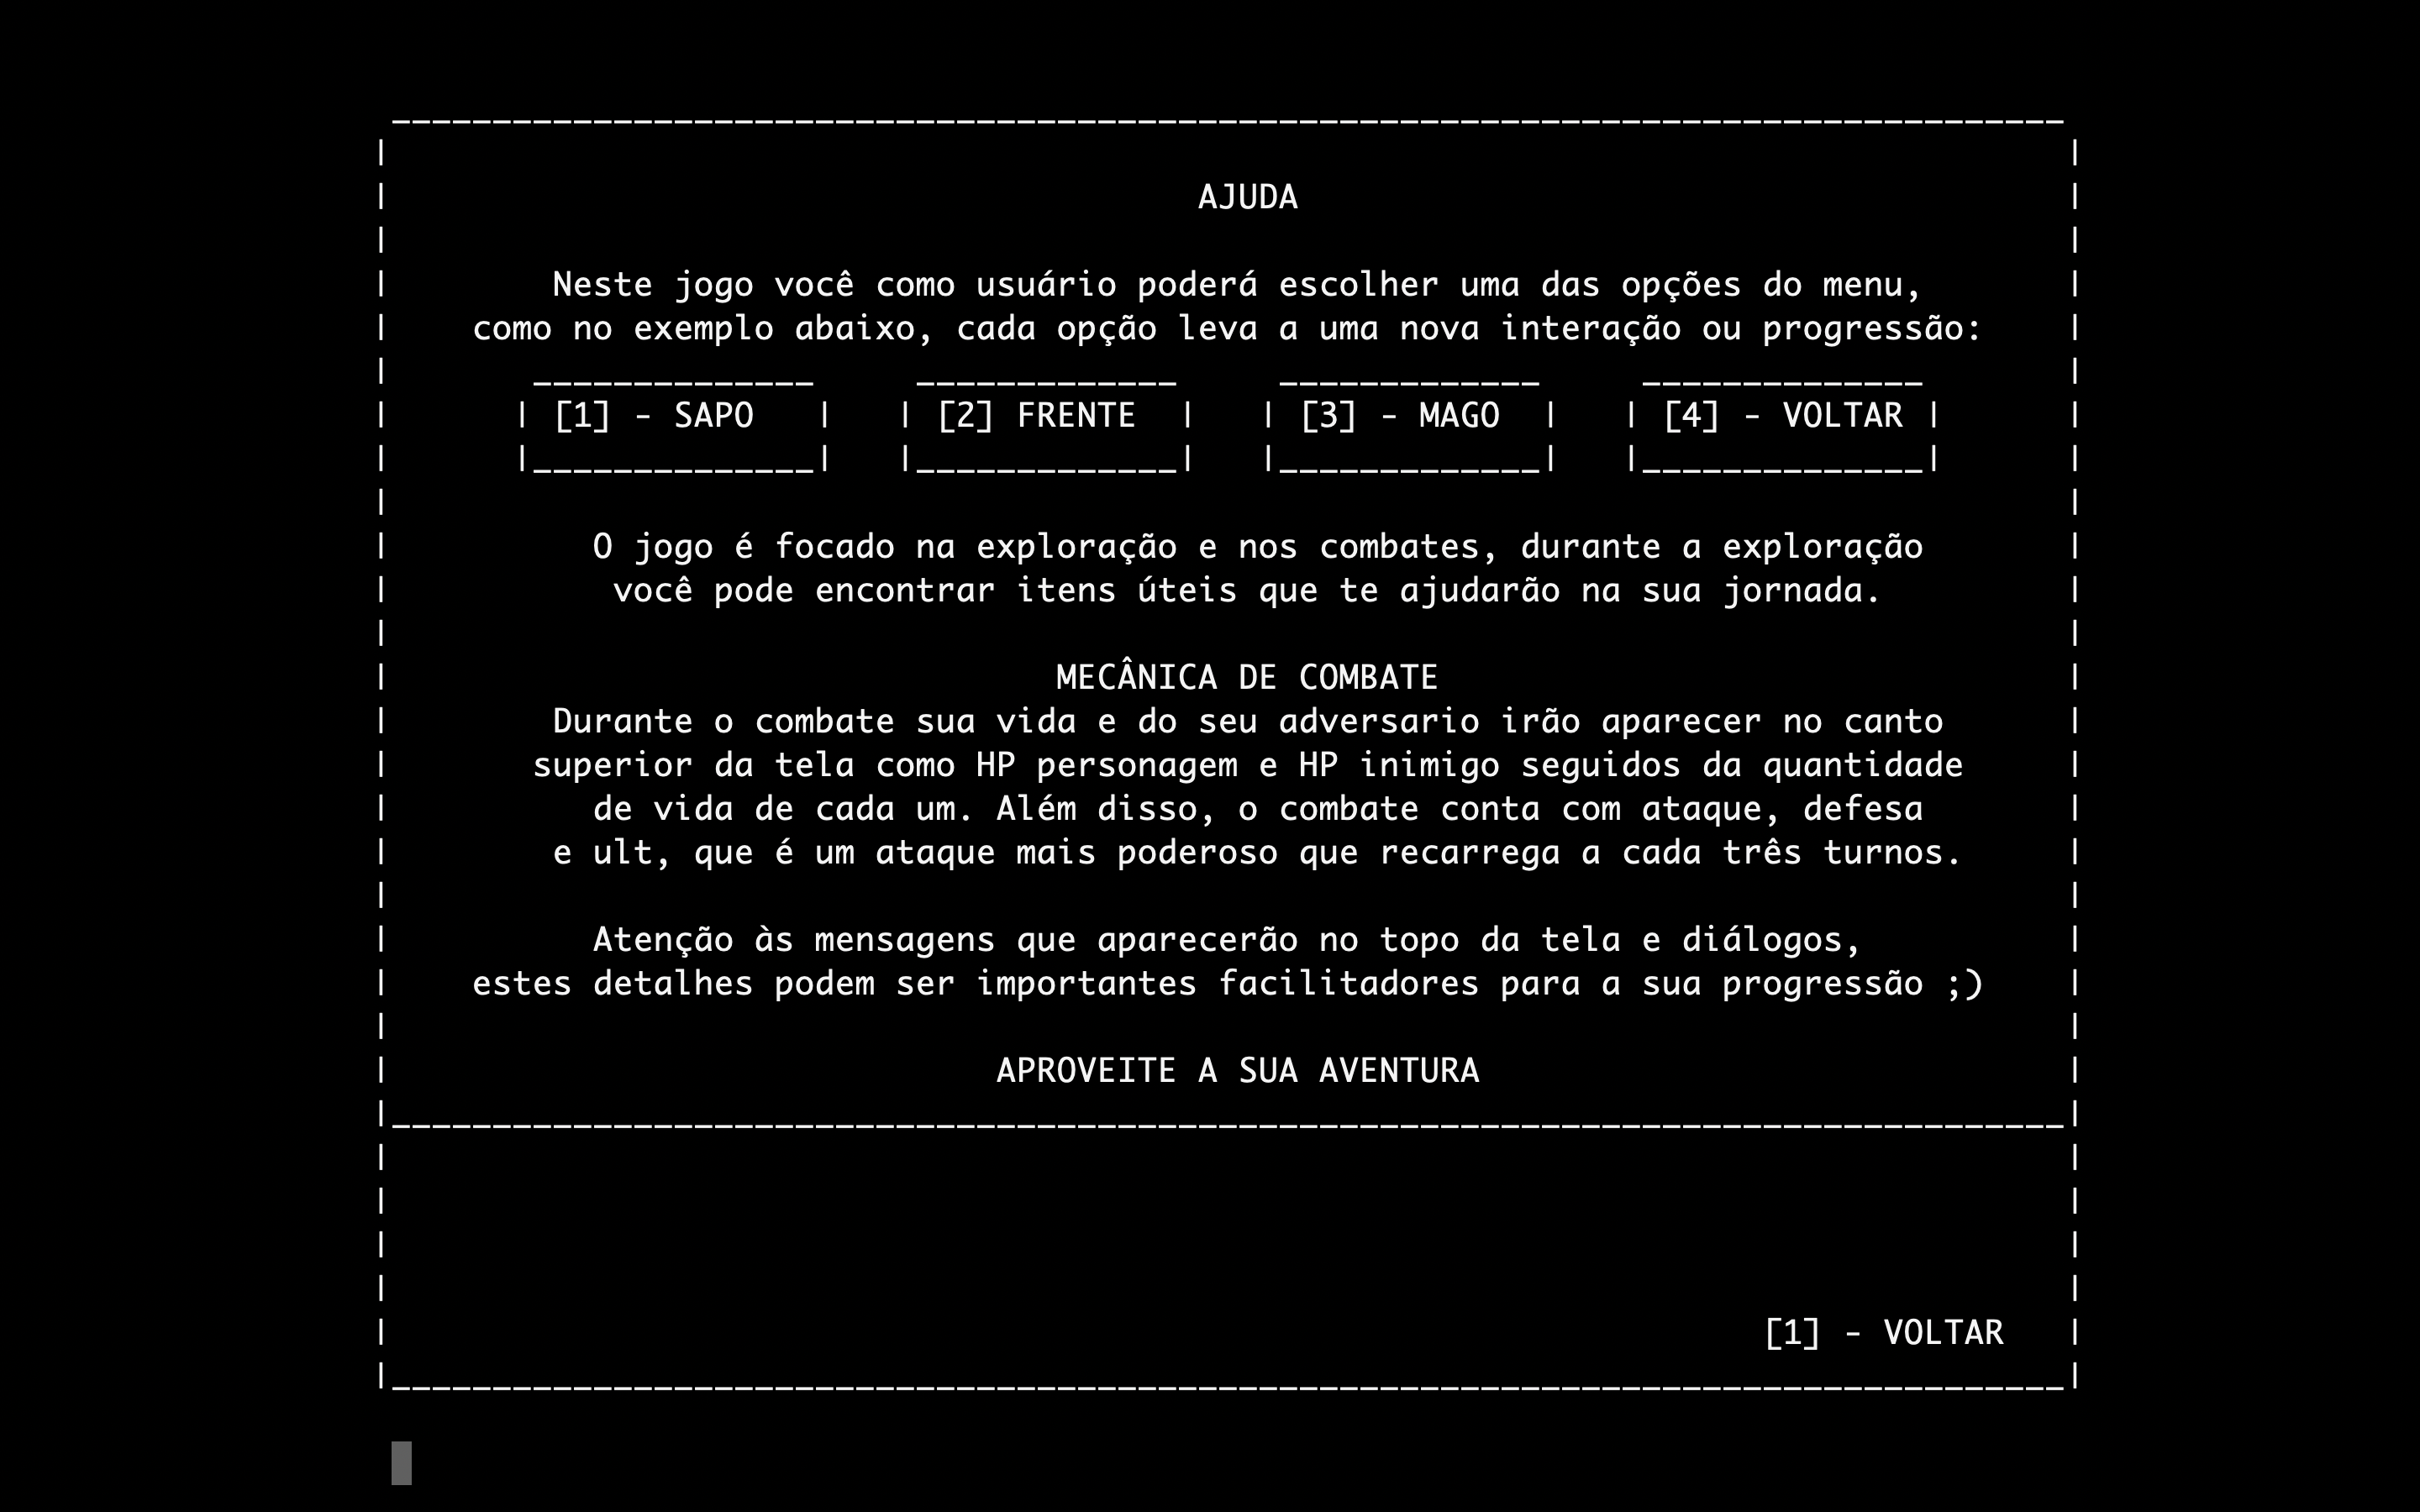 AJUDA
Neste jogo você como usuário poderá escolher uma das opções do menu,
como no exemplo abaixo, cada opção leva a uma nova interação ou progressão:
[1] - SAPO [2] FRENTE [3] - MAGO [4] - VOLTAR
O jogo é focado na exploração e nos combates, durante a exploração
você pode encontrar itens úteis que te ajudarão na sua jornada.
MECÂNICA DE COMBATE
Durante o combate sua vida e do seu adversario irão aparecer no canto
superior da tela como HP personagem e HP inimigo seguidos da quantidade
de vida de cada um. Além disso, o combate conta com ataque, defesa
e ult, que é um ataque mais poderoso que recarrega a cada três turnos.
Atenção às mensagens que aparecerão no topo da tela e diálogos,
estes detalhes podem ser importantes facilitadores para a sua progressão ;)
APROVEITE A SUA AVENTURA
[1] - VOLTAR